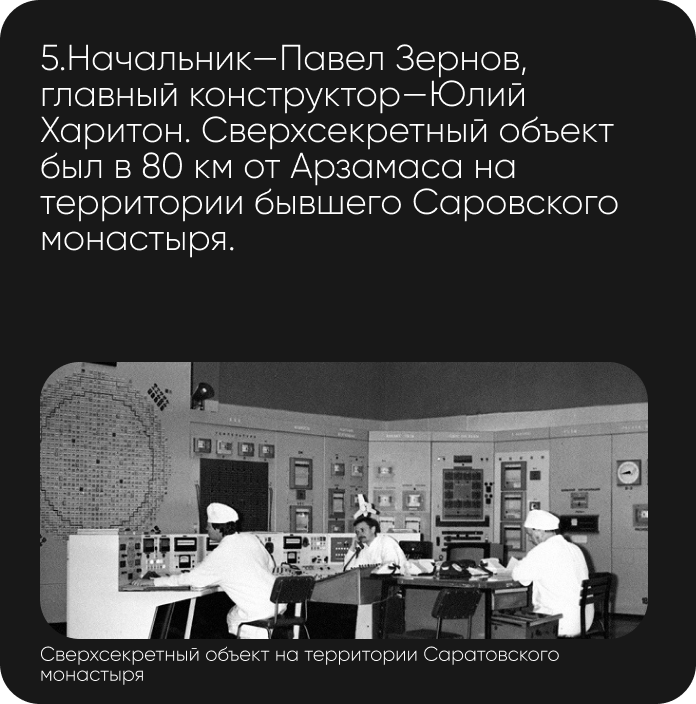 5.Начальник—Павел Зернов,
главный конструктор—Юлий
Харитон. Сверхсекретный объект
был в 80 км от Арзамаса на
территории бывшего Саровского
монастыря.
Сверхсекретный объект на территории Саратовского
монастыря